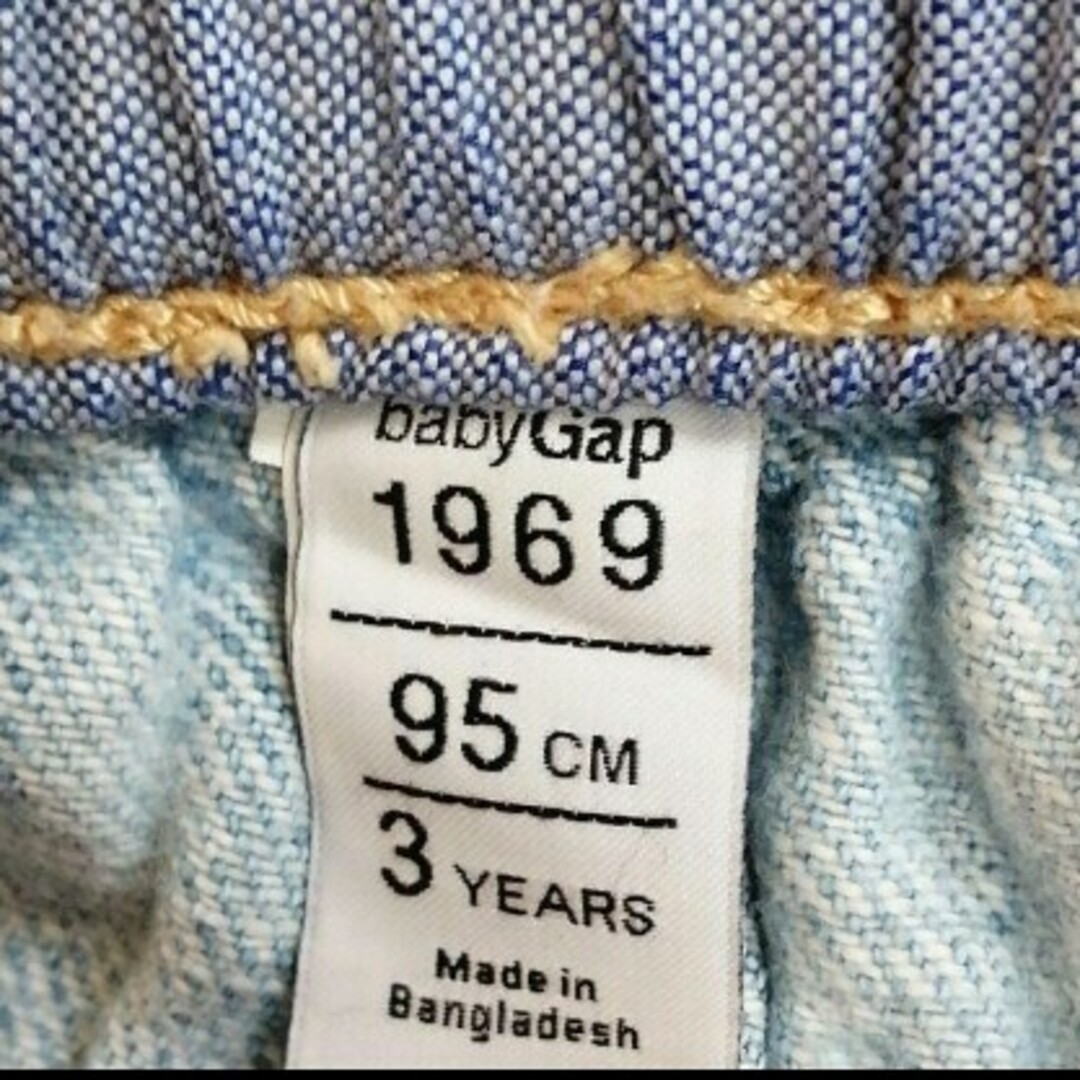 babyGap
1969
95 CM
3 YEARS
Made in
Bangladesh